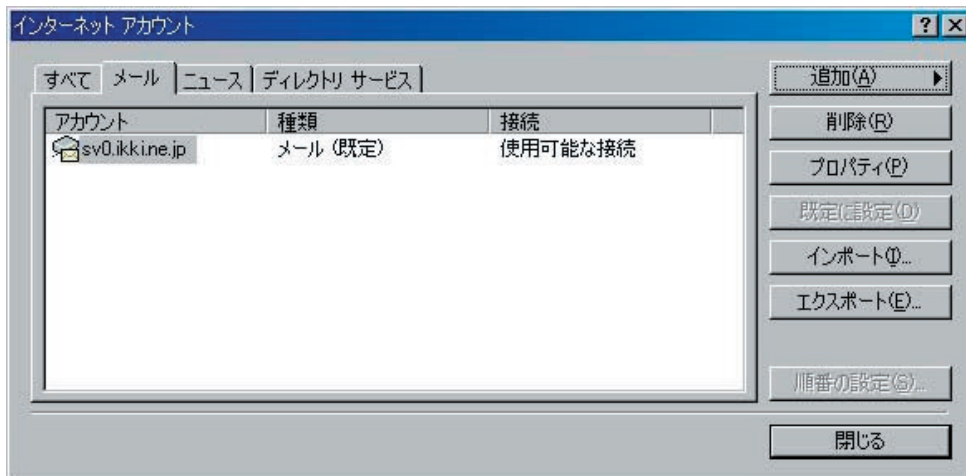 インターネット アカウント
すべて メール ニュース ディレクトリ サービス
アカウント 種類 接続
sv0.ikki.ne.jp メール (既定) 使用可能な接続
追加(A)
削除(R)
プロパティ(P)
既定に設定(D)
インポート(I)...
エクスポート(E)...
順番の設定(S)...
閉じる